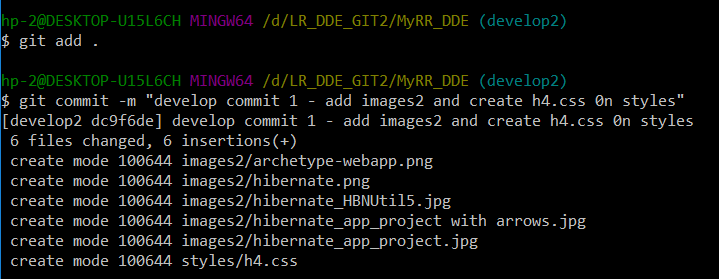 hp-2@DESKTOP-U15L6CH MINGW64 /d/LR_DDE_GIT2/MyRR_DDE (develop2)
$ git add .
hp-2@DESKTOP-U15L6CH MINGW64 /d/LR_DDE_GIT2/MyRR_DDE (develop2)
$ git commit -m "develop commit 1 - add images2 and create h4.css 0n styles"
[develop2 dc9f6de] develop commit 1 - add images2 and create h4.css 0n styles
6 files changed, 6 insertions(+)
create mode 100644 images2/archetype-webapp.png
create mode 100644 images2/hibernate.png
create mode 100644 images2/hibernate_HBNUtil5.jpg
create mode 100644 images2/hibernate_app_project with arrows.jpg
create mode 100644 images2/hibernate_app_project.jpg
create mode 100644 styles/h4.css